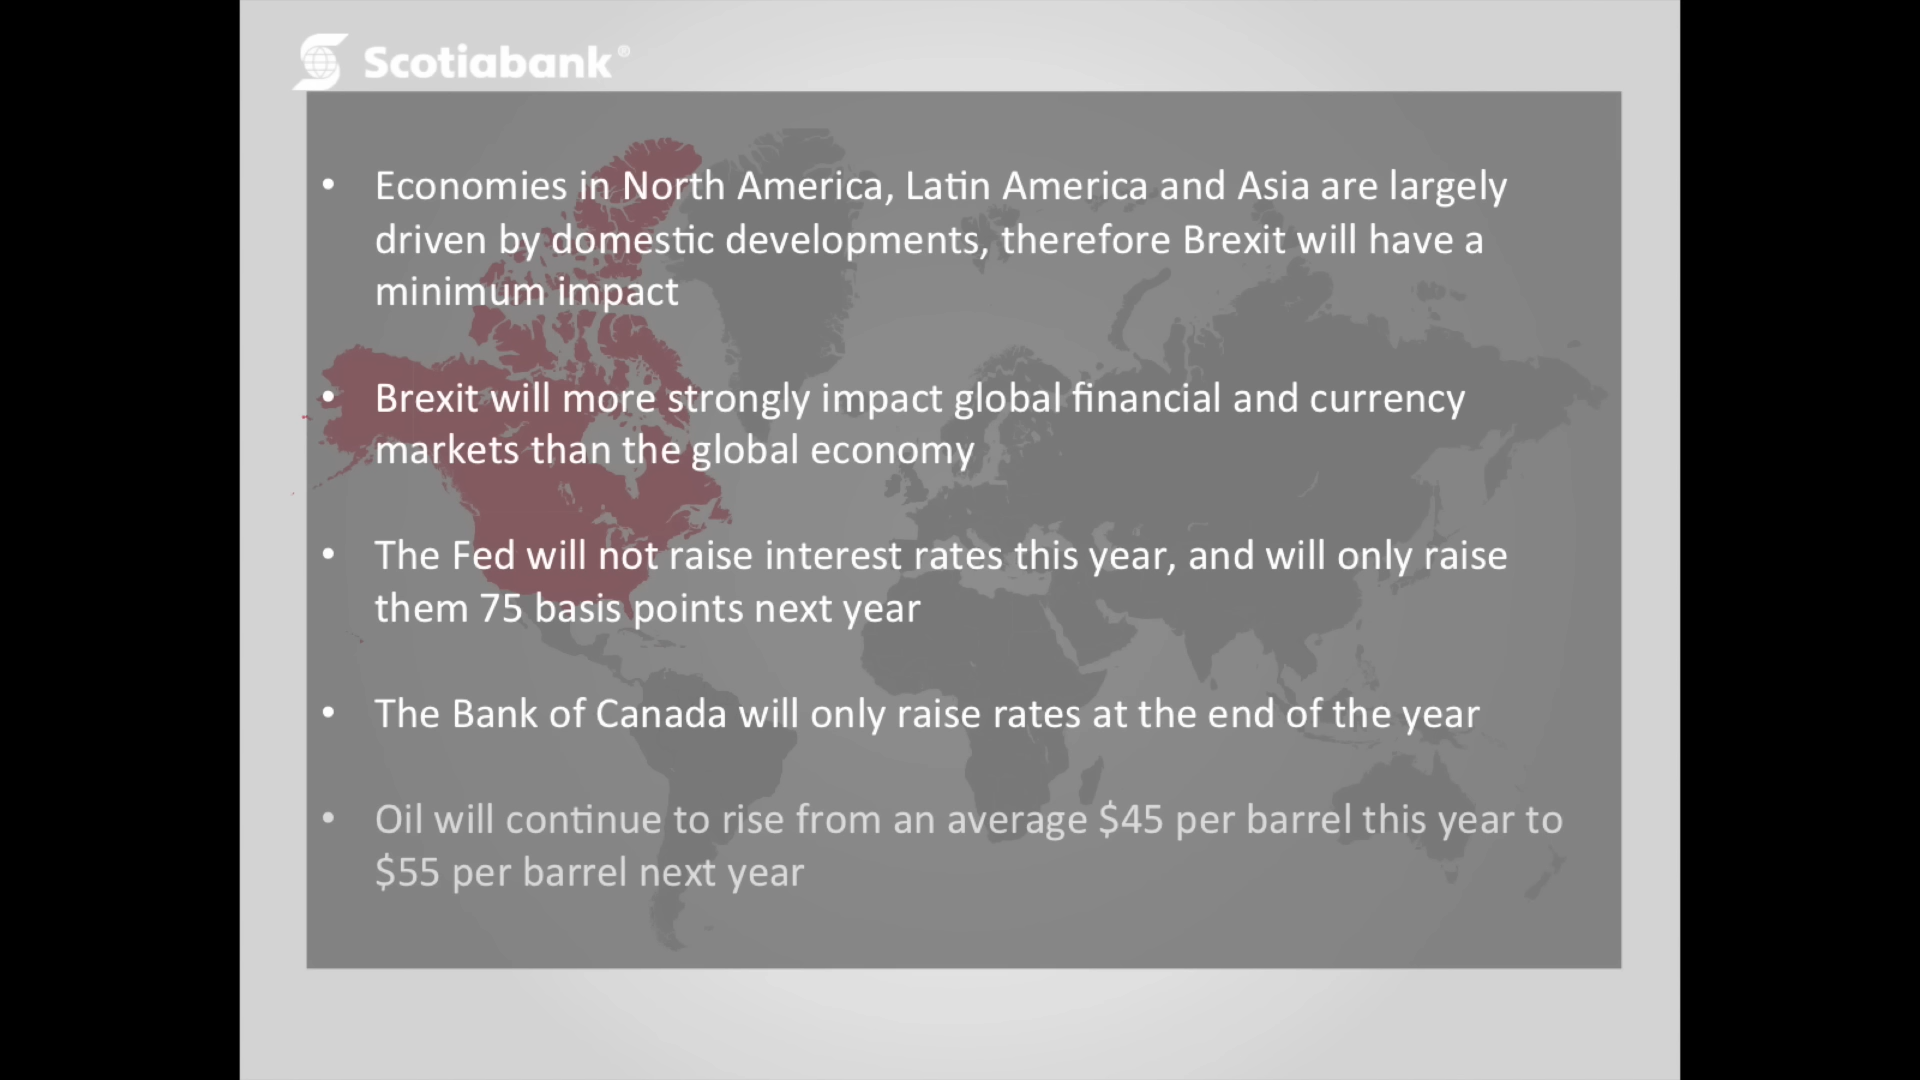 Scotiabank®
• Economies in North America, Latin America and Asia are largely
driven by domestic developments, therefore Brexit will have a
minimum impact
• Brexit will more strongly impact global financial and currency
markets than the global economy
• The Fed will not raise interest rates this year, and will only raise
them 75 basis points next year
• The Bank of Canada will only raise rates at the end of the year
• Oil will continue to rise from an average $45 per barrel this year to
$55 per barrel next year